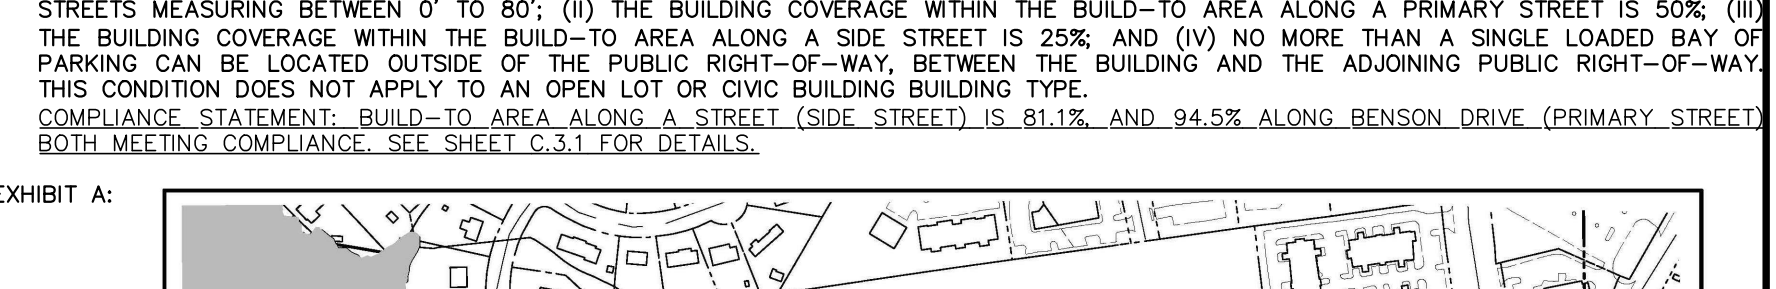 STREETS MEASURING BETWEEN 0' TO 80'; (II) THE BUILDING COVERAGE WITHIN THE BUILD–TO AREA ALONG A PRIMARY STREET IS 50%; (III)
THE BUILDING COVERAGE WITHIN THE BUILD–TO AREA ALONG A SIDE STREET IS 25%; AND (IV) NO MORE THAN A SINGLE LOADED BAY OF
PARKING CAN BE LOCATED OUTSIDE OF THE PUBLIC RIGHT–OF–WAY, BETWEEN THE BUILDING AND THE ADJOINING PUBLIC RIGHT–OF–WAY.
THIS CONDITION DOES NOT APPLY TO AN OPEN LOT OR CIVIC BUILDING BUILDING TYPE.
COMPLIANCE STATEMENT: BUILD–TO AREA ALONG A STREET (SIDE STREET) IS 81.1%, AND 94.5% ALONG BENSON DRIVE (PRIMARY STREET)
BOTH MEETING COMPLIANCE. SEE SHEET C.3.1 FOR DETAILS.
EXHIBIT A: